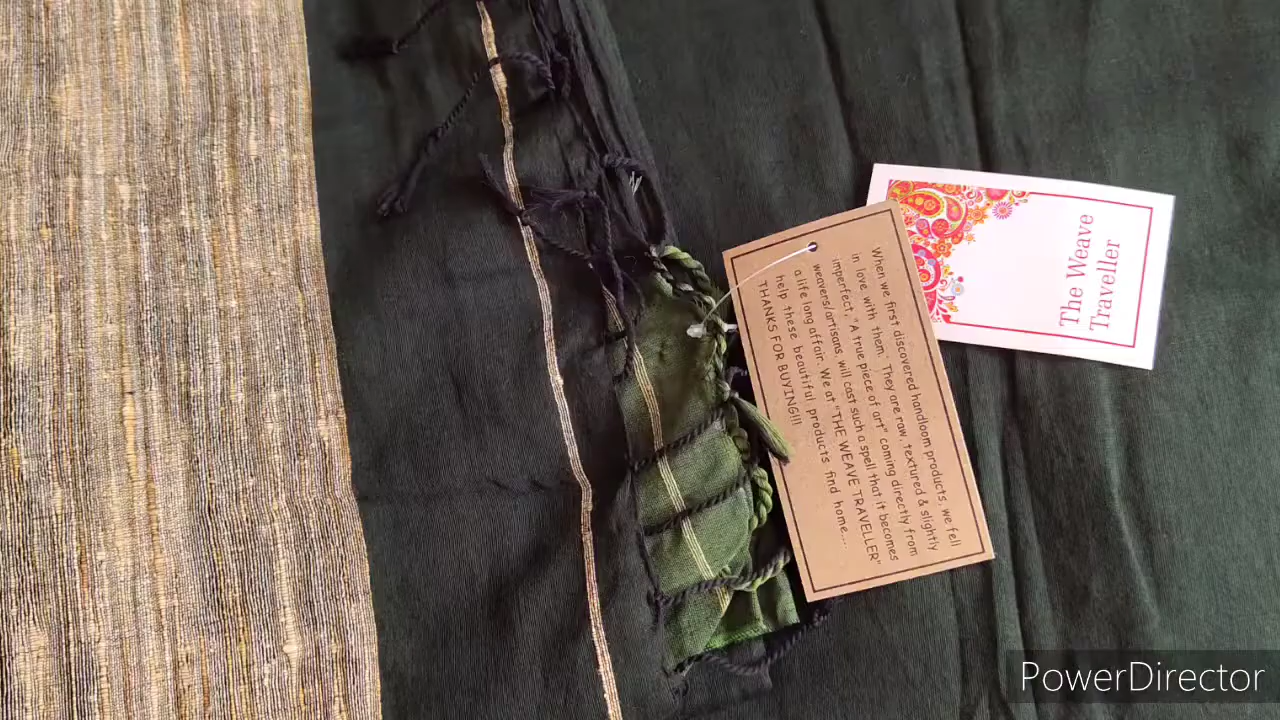 When we first discovered handloom products, we fell
in love with them. They are raw, textured & slightly
imperfect, "A true piece of art" coming directly from
weavers/artisans, will cast such a spell that it becomes
a life long affair. We at "THE WEAVE TRAVELLER"
help these beautiful products find home...
THANKS FOR BUYING!!!
The Weave
Traveller
PowerDirector